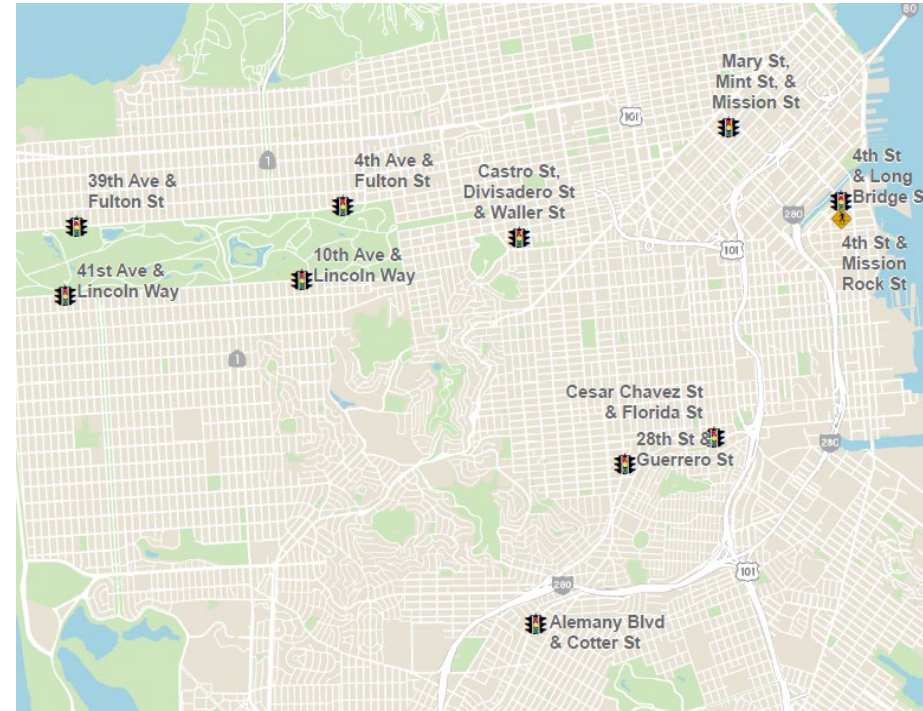 80
Mary St,
Mint St, &
Mission St
101
1
4th Ave &
Fulton St
Castro St,
Divisadero St
& Waller St
4th St
& Long
Bridge S
39th Ave &
Fulton St
280
101
10th Ave &
Lincoln Way
4th St &
Mission
Rock St
41st Ave &
Lincoln Way
1
Cesar Chavez St
& Florida St
28th St &
Guerrero St
280
101
280
Alemany Blvd
& Cotter St